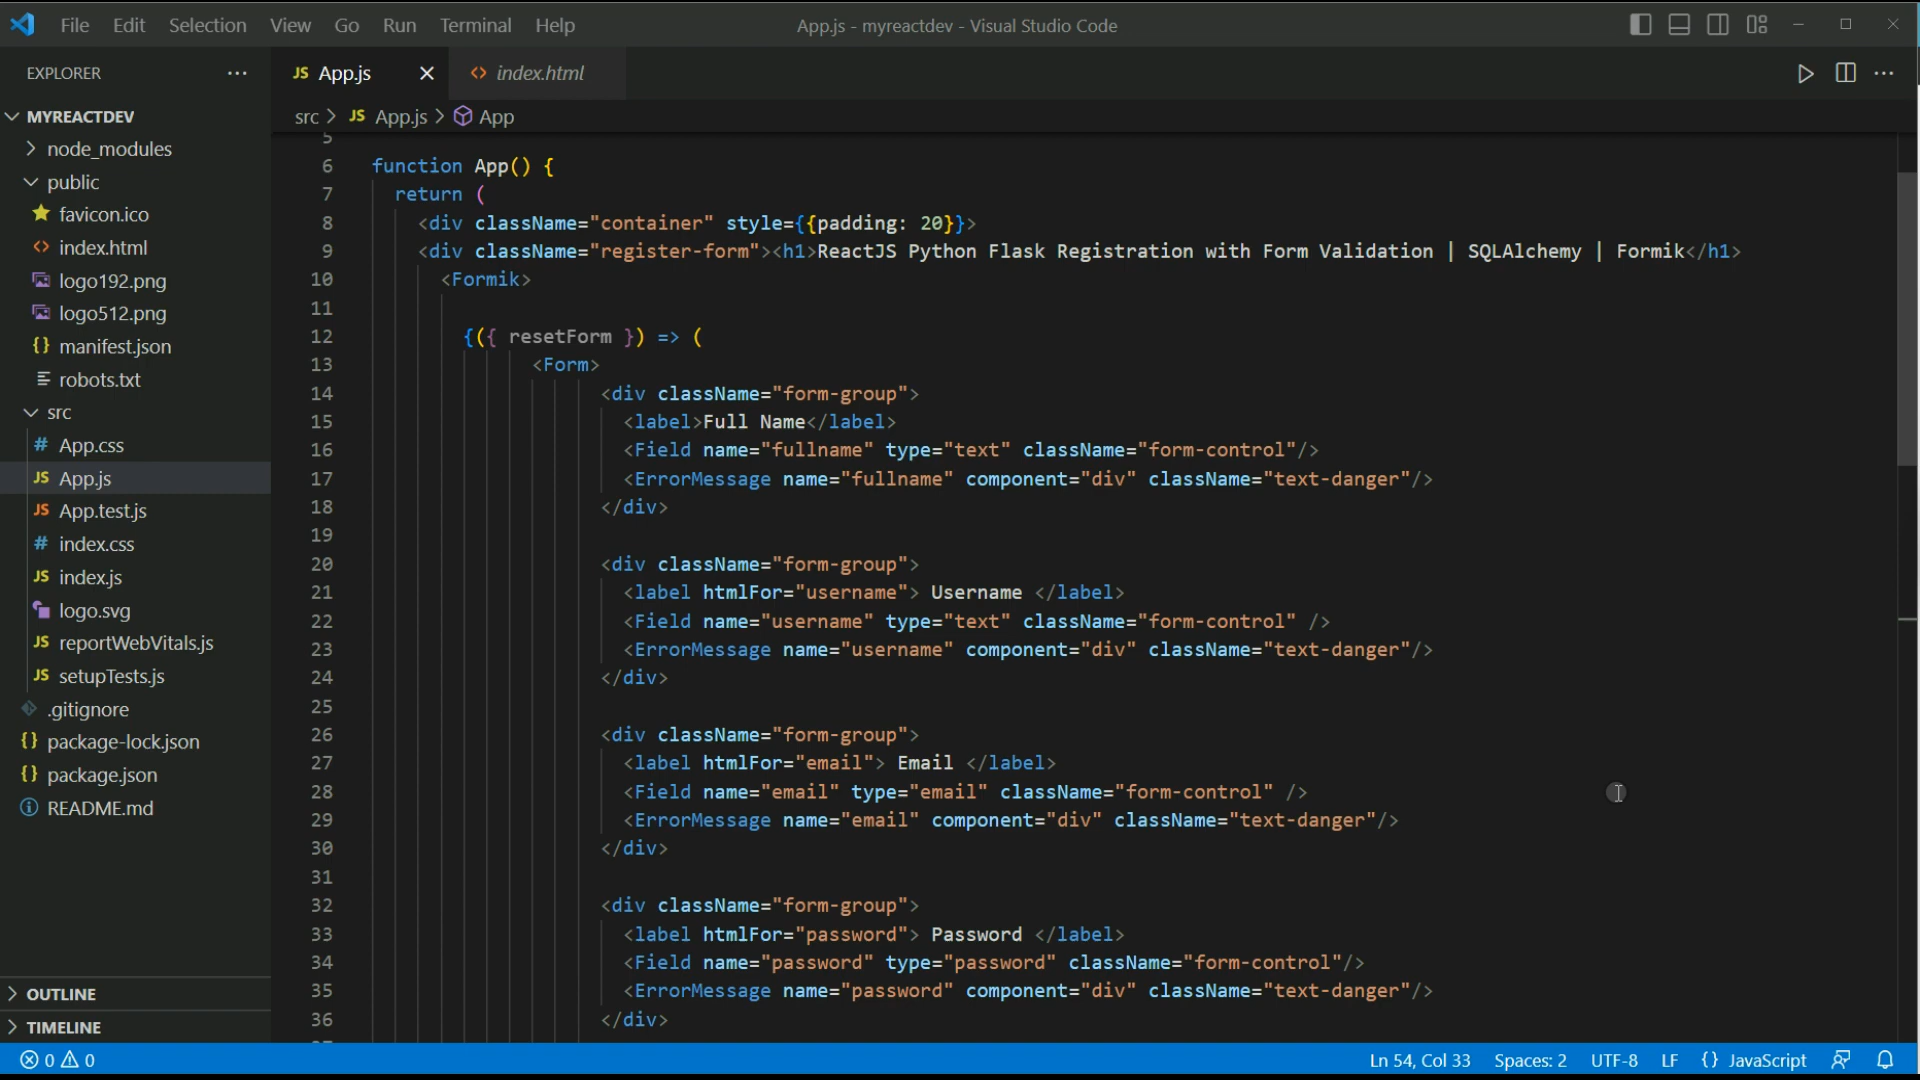 File Edit Selection View Go Run Terminal Help App.js - myreactdev - Visual Studio Code
EXPLORER
MYREACTDEV
node_modules
public
favicon.ico
index.html
logo192.png
logo512.png
manifest.json
robots.txt
src
App.css
App.js
App.test.js
index.css
index.js
logo.svg
reportWebVitals.js
setupTests.js
.gitignore
package-lock.json
package.json
README.md
OUTLINE
TIMELINE
JS App.js index.html
src > JS App.js > App
5
6 function App() {
7 return (
8 <div className="container" style={{padding: 20}}>
9 <div className="register-form"><h1>ReactJS Python Flask Registration with Form Validation | SQLAlchemy | Formik</h1>
10 <Formik>
11
12 {({ resetForm }) => (
13 <Form>
14 <div className="form-group">
15 <label>Full Name</label>
16 <Field name="fullname" type="text" className="form-control"/>
17 <ErrorMessage name="fullname" component="div" className="text-danger"/>
18 </div>
19
20 <div className="form-group">
21 <label htmlFor="username"> Username </label>
22 <Field name="username" type="text" className="form-control" />
23 <ErrorMessage name="username" component="div" className="text-danger"/>
24 </div>
25
26 <div className="form-group">
27 <label htmlFor="email"> Email </label>
28 <Field name="email" type="email" className="form-control" />
29 <ErrorMessage name="email" component="div" className="text-danger"/>
30 </div>
31
32 <div className="form-group">
33 <label htmlFor="password"> Password </label>
34 <Field name="password" type="password" className="form-control"/>
35 <ErrorMessage name="password" component="div" className="text-danger"/>
36 </div>
0 0 Ln 54, Col 33 Spaces: 2 UTF-8 LF {} JavaScript